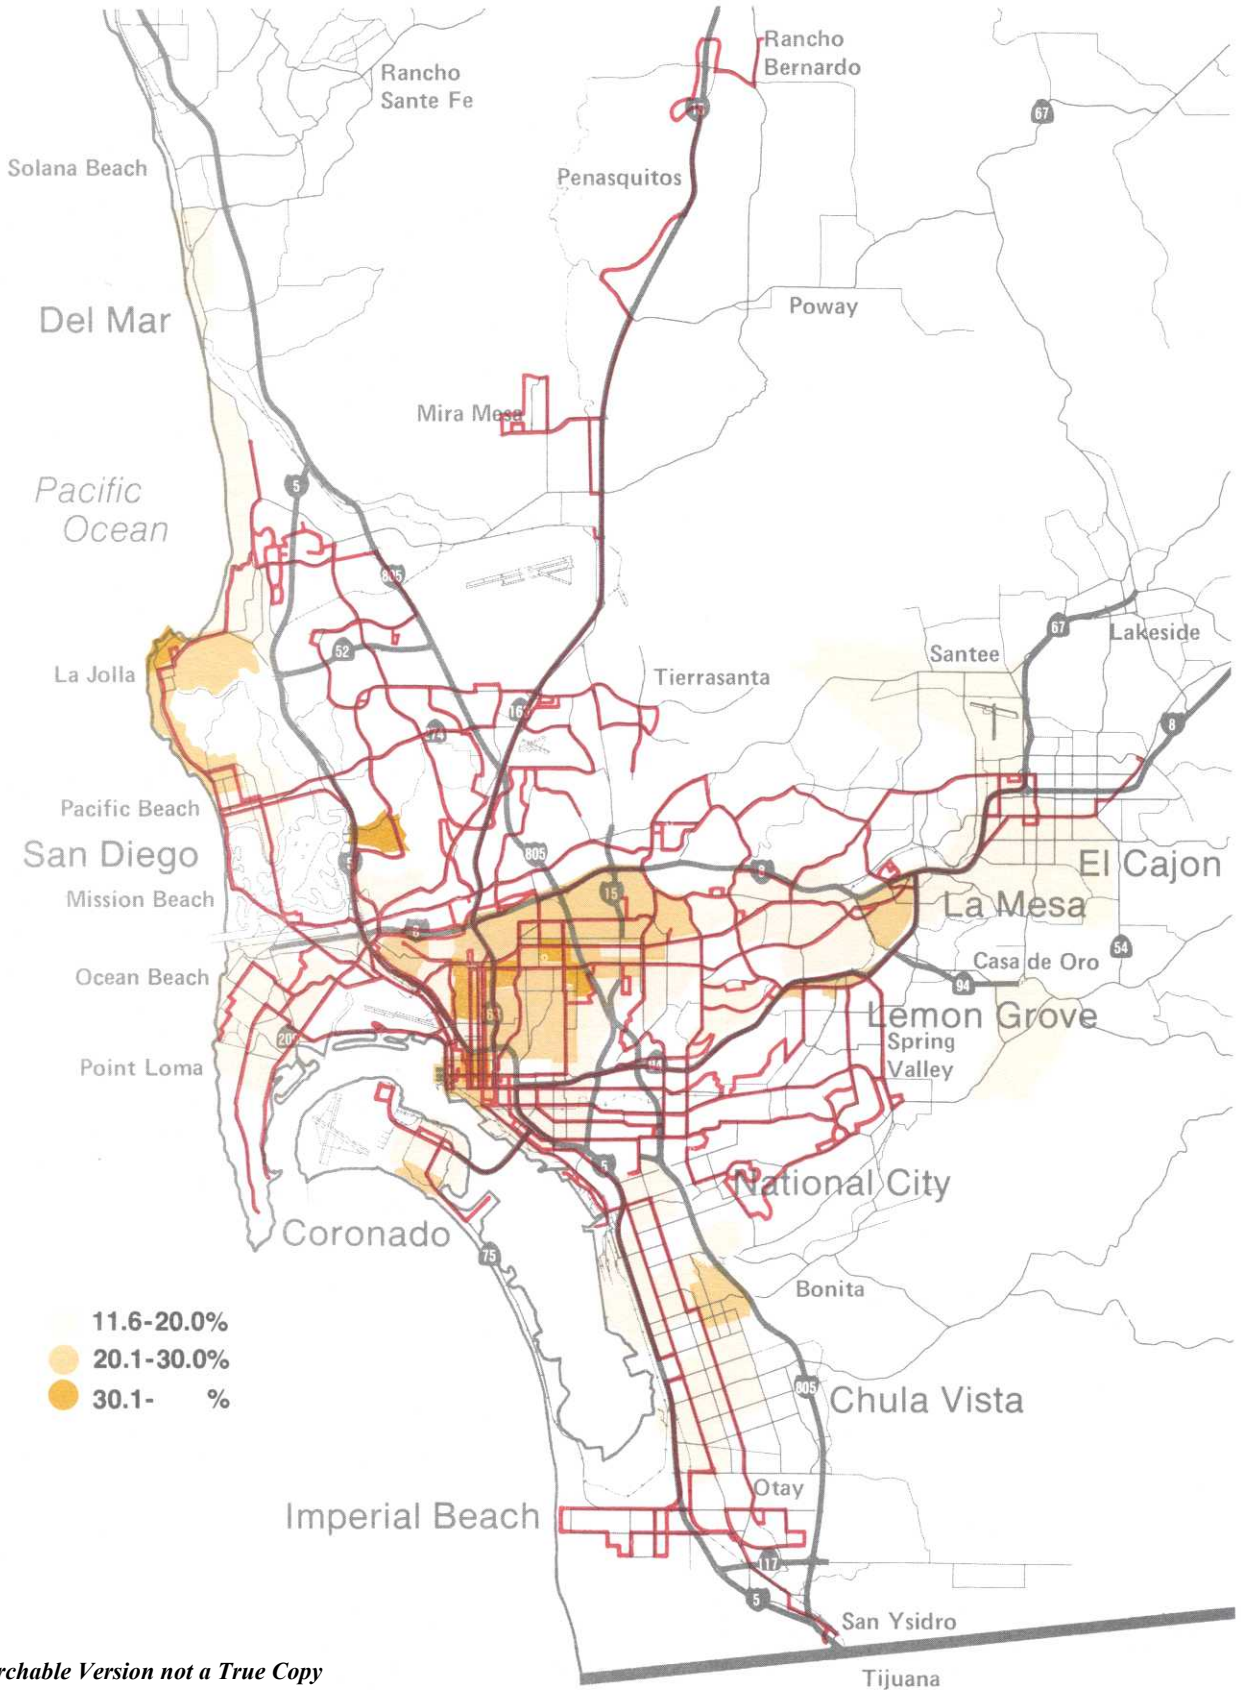 Rancho
Bernardo
Rancho
Sante Fe
67
Solana Beach
Penasquitos
Del Mar
Poway
Mira Mesa
Pacific
Ocean
5
805
52
67
Lakeside
Santee
La Jolla
Tierrasanta
8
Pacific Beach
San Diego
805
8
El Cajon
Mission Beach
15
La Mesa
8
54
Casa de Oro
Ocean Beach
94
Lemon Grove
Spring
Valley
Point Loma
5
National City
Coronado
75
Bonita
11.6-20.0%
20.1-30.0%
30.1- %
805
Chula Vista
Otay
Imperial Beach
117
5
San Ysidro
rchable Version not a True Copy
Tijuana